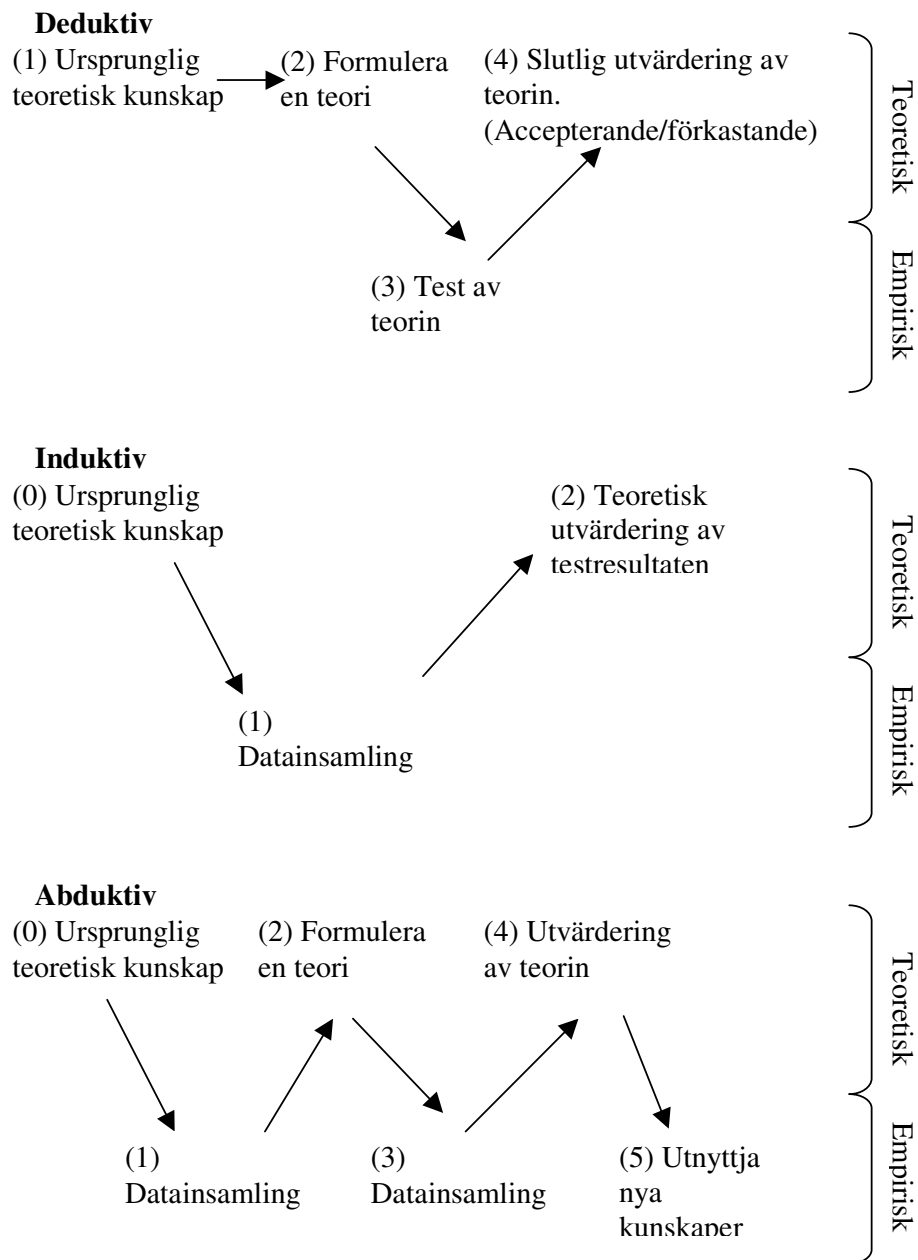 Deduktiv
(1) Ursprunglig
teoretisk kunskap
(2) Formulera
en teori
(4) Slutlig utvärdering av
teorin.
(Accepterande/förkastande)
(3) Test av
teorin
Teoretisk
Empirisk
Induktiv
(0) Ursprunglig
teoretisk kunskap
(2) Teoretisk
utvärdering av
testresultaten
(1)
Datainsamling
Teoretisk
Empirisk
Abduktiv
(0) Ursprunglig
teoretisk kunskap
(2) Formulera
en teori
(4) Utvärdering
av teorin
(1)
Datainsamling
(3)
Datainsamling
(5) Utnyttja
nya
kunskaper
Teoretisk
Empirisk